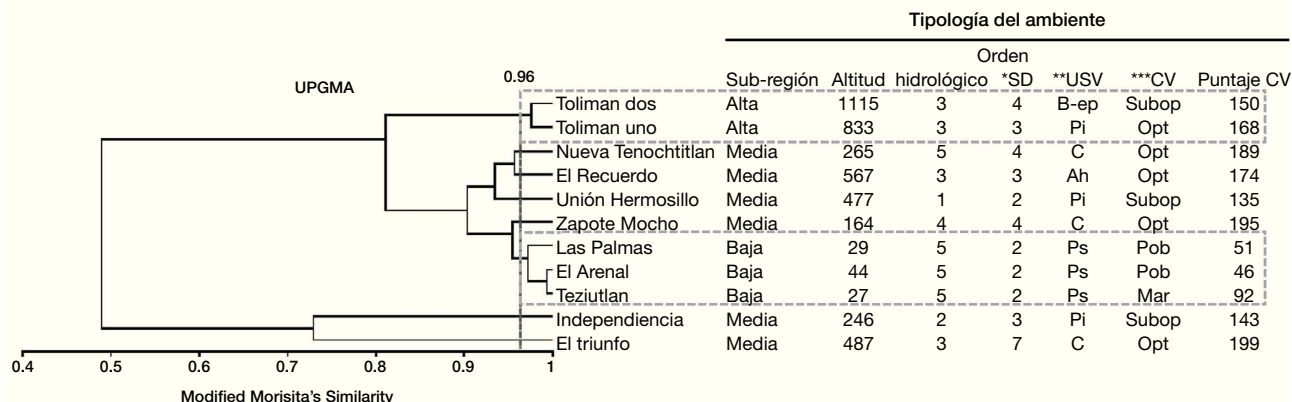 Tipología del ambiente
Orden
UPGMA 0.96 Sub-región Altitud hidrológico *SD **USV ***CV Puntaje CV
Toliman dos Alta 1115 3 4 B-ep Subop 150
Toliman uno Alta 833 3 3 Pi Opt 168
Nueva Tenochtitlan Media 265 5 4 C Opt 189
El Recuerdo Media 567 3 3 Ah Opt 174
Unión Hermosillo Media 477 1 2 Pi Subop 135
Zapote Mocho Media 164 4 4 C Opt 195
Las Palmas Baja 29 5 2 Ps Pob 51
El Arenal Baja 44 5 2 Ps Pob 46
Teziutlan Baja 27 5 2 Ps Mar 92
Independiencia Media 246 2 3 Pi Subop 143
El triunfo Media 487 3 7 C Opt 199
0.4 0.5 0.6 0.7 0.8 0.9 1
Modified Morisita's Similarity